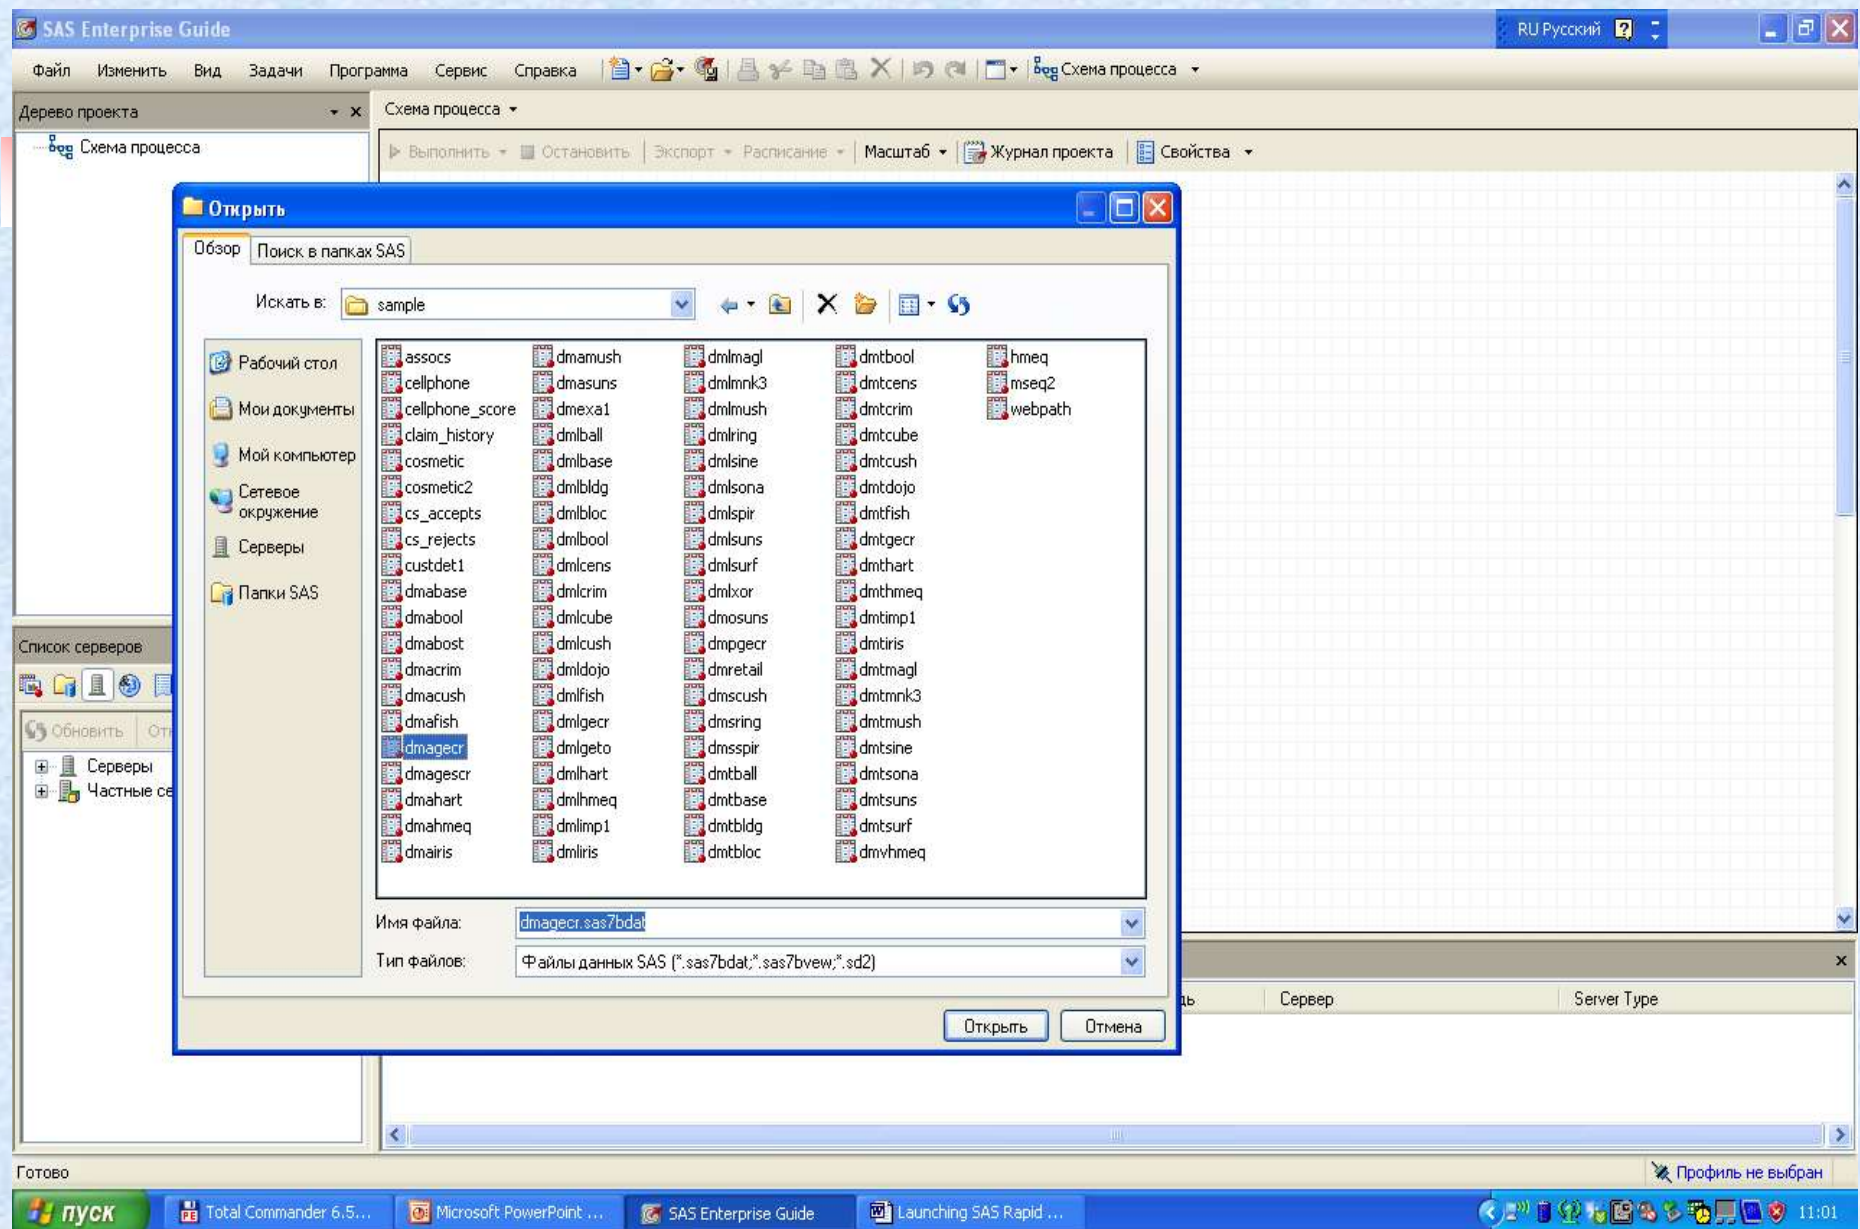 SAS Enterprise Guide
RU Русский
Файл Изменить Вид Задачи Программа Сервис Справка Схема процесса
Дерево проекта
Схема процесса
Схема процесса
Выполнить Остановить Экспорт Расписание Масштаб Журнал проекта Свойства
Открыть
Обзор Поиск в папках SAS
Искать в: sample
Рабочий стол
Мои документы
Мой компьютер
Сетевое
окружение
Серверы
Папки SAS
assocs dmamush dmlmagl dmtbool hmeq
cellphone dmasuns dmlmnk3 dmtcens mseq2
cellphone_score dmexa1 dmlmush dmtcrim webpath
claim_history dmlball dmlring dmtcube
cosmetic dmlbase dmlsine dmtcush
cosmetic2 dmlbldg dmlsona dmtdojo
cs_accepts dmlbloc dmlspir dmtfish
cs_rejects dmlbool dmlsuns dmtgecr
custdet1 dmlcens dmlsurf dmthart
dmabase dmlcrim dmlxor dmthmeq
dmabool dmlcube dmosuns dmtimp1
dmabost dmlcush dmpgecr dmtiris
dmacrim dmldojo dmretail dmtmagl
dmacush dmlfish dmscush dmtmnk3
dmafish dmlgecr dmsring dmtmush
dmagecr dmlgeto dmsspir dmtsine
dmagescr dmlhart dmtball dmtsona
dmahart dmlhmeq dmtbase dmtsuns
dmahmeq dmlimp1 dmtbldg dmtsurf
dmairis dmliris dmtbloc dmvhmeq
Имя файла: dmagecr.sas7bdat
Тип файлов: Файлы данных SAS (*.sas7bdat;*.sas7bvew;*.sd2)
Открыть Отмена
Список серверов
Обновить От
Серверы
Частные се
дь Сервер Server Type
Готово
Профиль не выбран
пуск Total Commander 6.5... Microsoft PowerPoint ... SAS Enterprise Guide Launching SAS Rapid ... 11:01